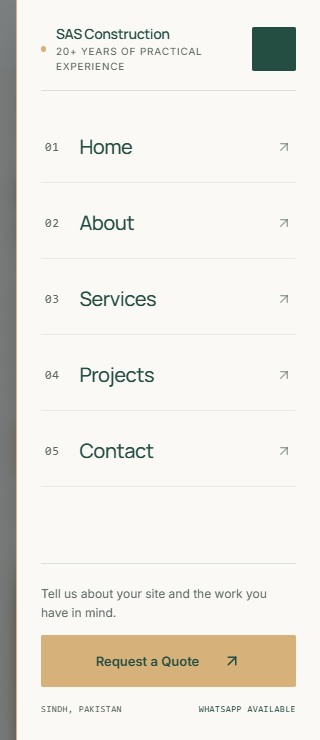 SAS Construction
20+ YEARS OF PRACTICAL
EXPERIENCE
01 Home
02 About
03 Services
04 Projects
05 Contact
Tell us about your site and the work you
have in mind.
Request a Quote
SINDH, PAKISTAN WHATSAPP AVAILABLE